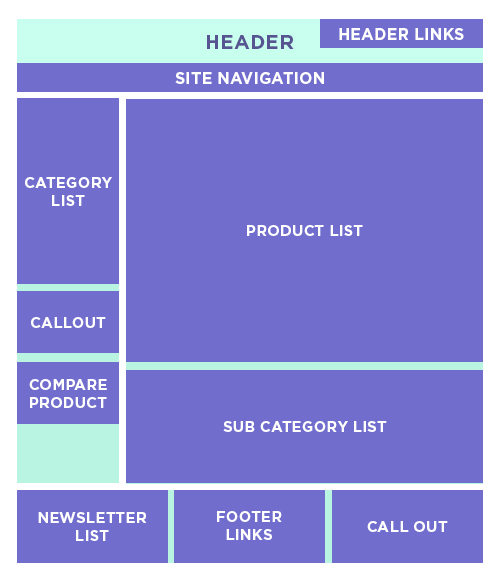 HEADER
HEADER LINKS
SITE NAVIGATION
CATEGORY
LIST
PRODUCT LIST
CALLOUT
COMPARE
PRODUCT
SUB CATEGORY LIST
NEWSLETTER
LIST
FOOTER
LINKS
CALL OUT